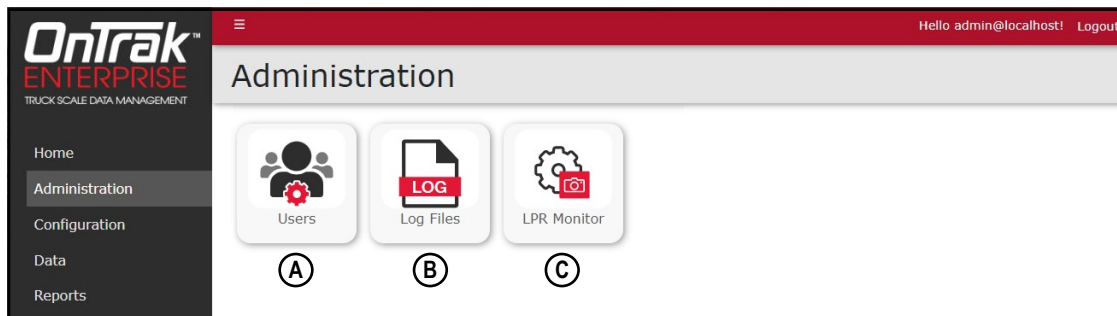 OnTrak™
ENTERPRISE
TRUCK SCALE DATA MANAGEMENT
☰ Hello admin@localhost! Logout
Administration
Home
Administration
Configuration
Data
Reports
LOG
Users Log Files LPR Monitor
A B C